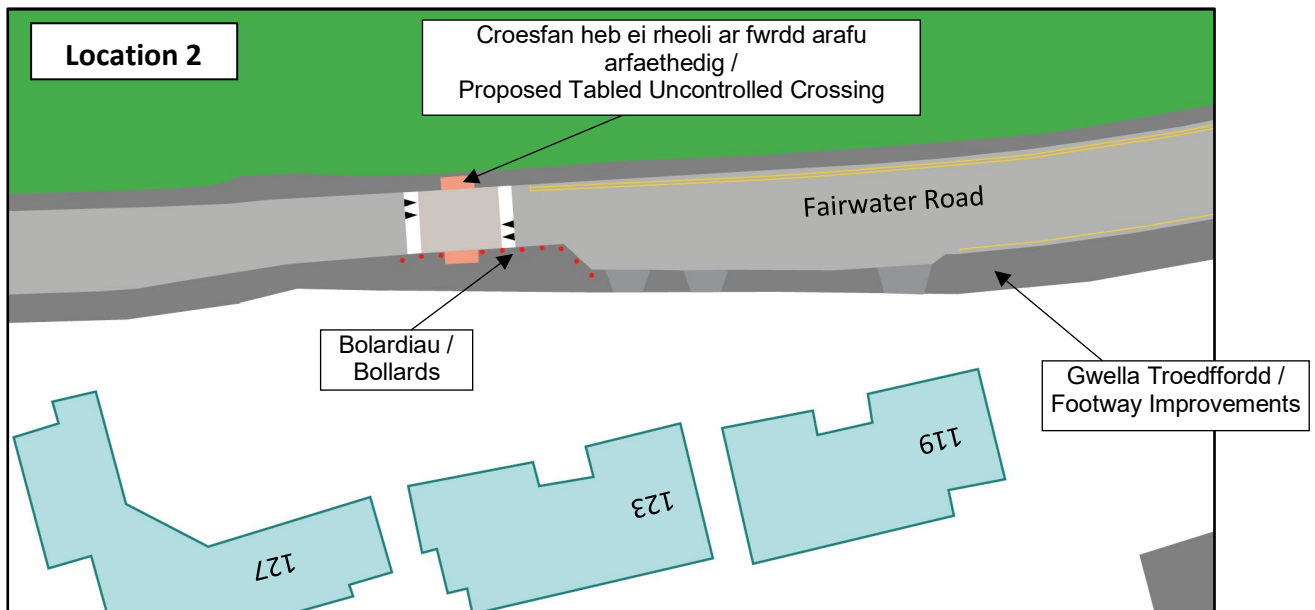 Location 2
Croesfan heb ei rheoli ar fwrdd arafu
arfaethedig /
Proposed Tabled Uncontrolled Crossing
Fairwater Road
Bolardiau /
Bollards
Gwella Troedffordd /
Footway Improvements
119
123
127